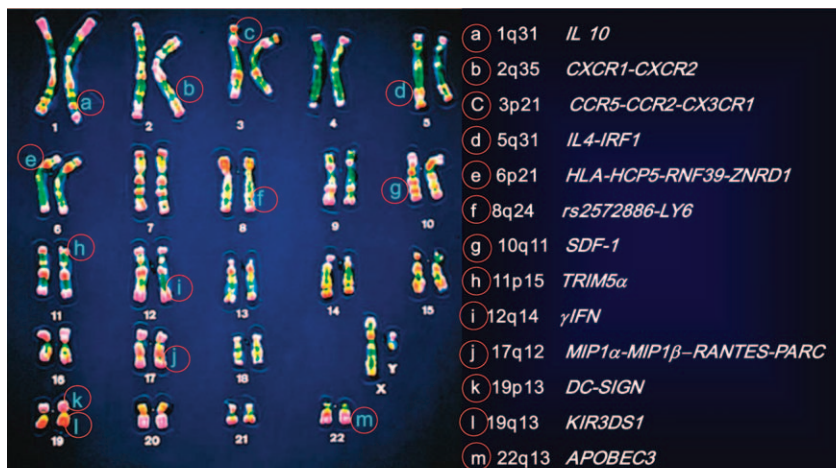 c
a
b
d
1
2
3
4
5
e
f
g
6
7
8
9
10
h
i
11
12
13
14
15
j
16
17
18
X
Y
k
l
m
19
20
21
22
a 1q31 IL 10
b 2q35 CXCR1-CXCR2
C 3p21 CCR5-CCR2-CX3CR1
d 5q31 IL4-IRF1
e 6p21 HLA-HCP5-RNF39-ZNRD1
f 8q24 rs2572886-LY6
g 10q11 SDF-1
h 11p15 TRIM5α
i 12q14 γIFN
j 17q12 MIP1α-MIP1β–RANTES-PARC
k 19p13 DC-SIGN
l 19q13 KIR3DS1
m 22q13 APOBEC3